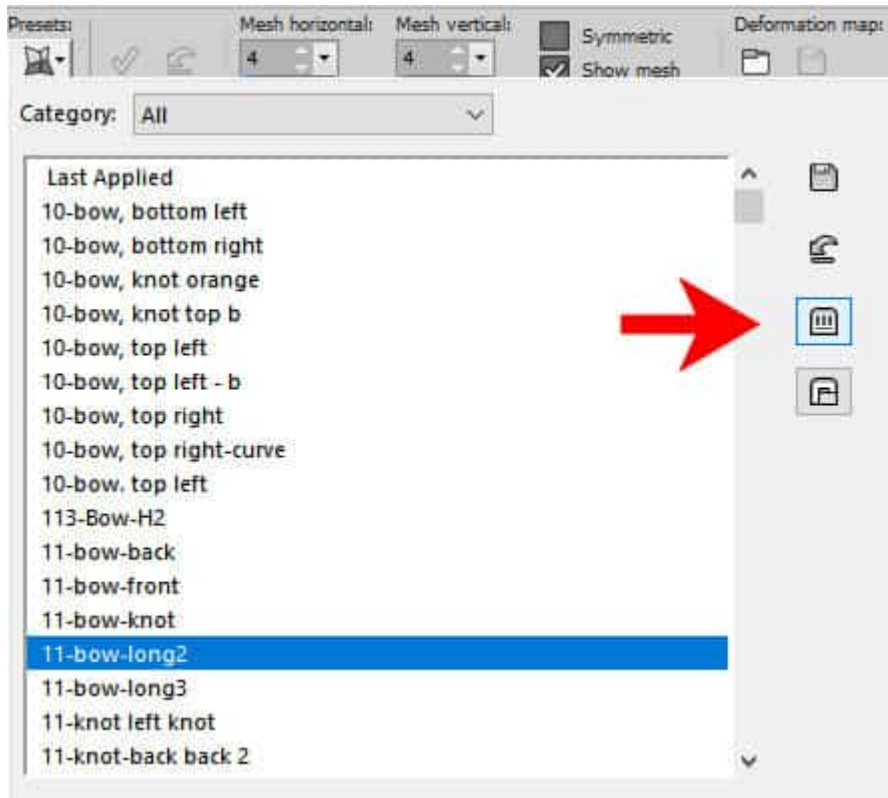 Presets: Mesh horizontal: Mesh vertical: Symmetric Deformation map:
4 4 Show mesh
Category: All
Last Applied
10-bow, bottom left
10-bow, bottom right
10-bow, knot orange
10-bow, knot top b
10-bow, top left
10-bow, top left - b
10-bow, top right
10-bow, top right-curve
10-bow. top left
113-Bow-H2
11-bow-back
11-bow-front
11-bow-knot
11-bow-long2
11-bow-long3
11-knot left knot
11-knot-back back 2